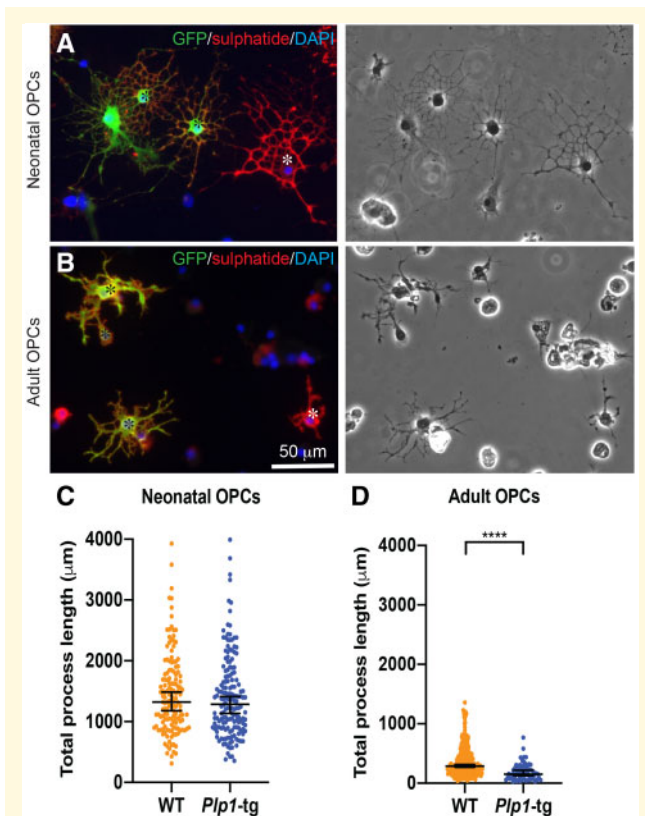 A
GFP/sulphatide/DAPI
Neonatal OPCs
B
GFP/sulphatide/DAPI
Adult OPCs
50 μm
C
Neonatal OPCs
Total process length (μm)
4000
3000
2000
1000
0
WT
Plp1-tg
D
Adult OPCs
****
Total process length (μm)
4000
2000
1000
0
WT
Plp1-tg